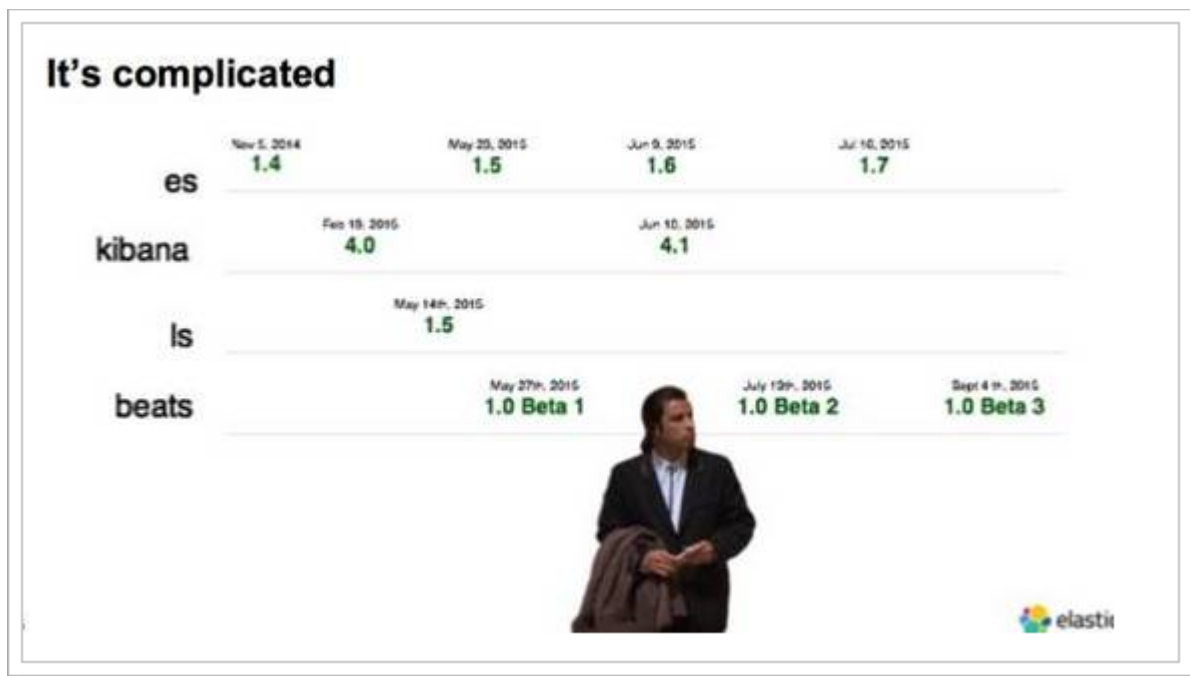 It's complicated
Nov 5, 2014
May 23, 2015
Jun 9, 2015
Jul 16, 2015
1.4
1.5
1.6
1.7
es
Feb 19, 2015
Jun 10, 2015
4.0
4.1
kibana
May 14th, 2015
1.5
ls
May 27th, 2015
July 13th, 2015
Sept 4 th, 2015
1.0 Beta 1
1.0 Beta 2
1.0 Beta 3
beats
elastic